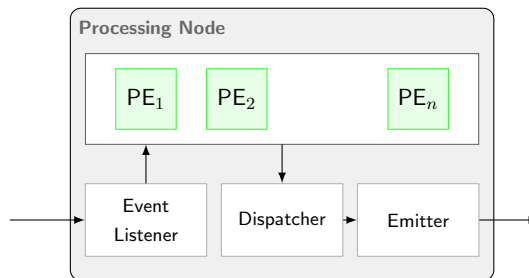 Processing Node
PE₁ PE₂ PEₙ
Event
Listener
Dispatcher
Emitter